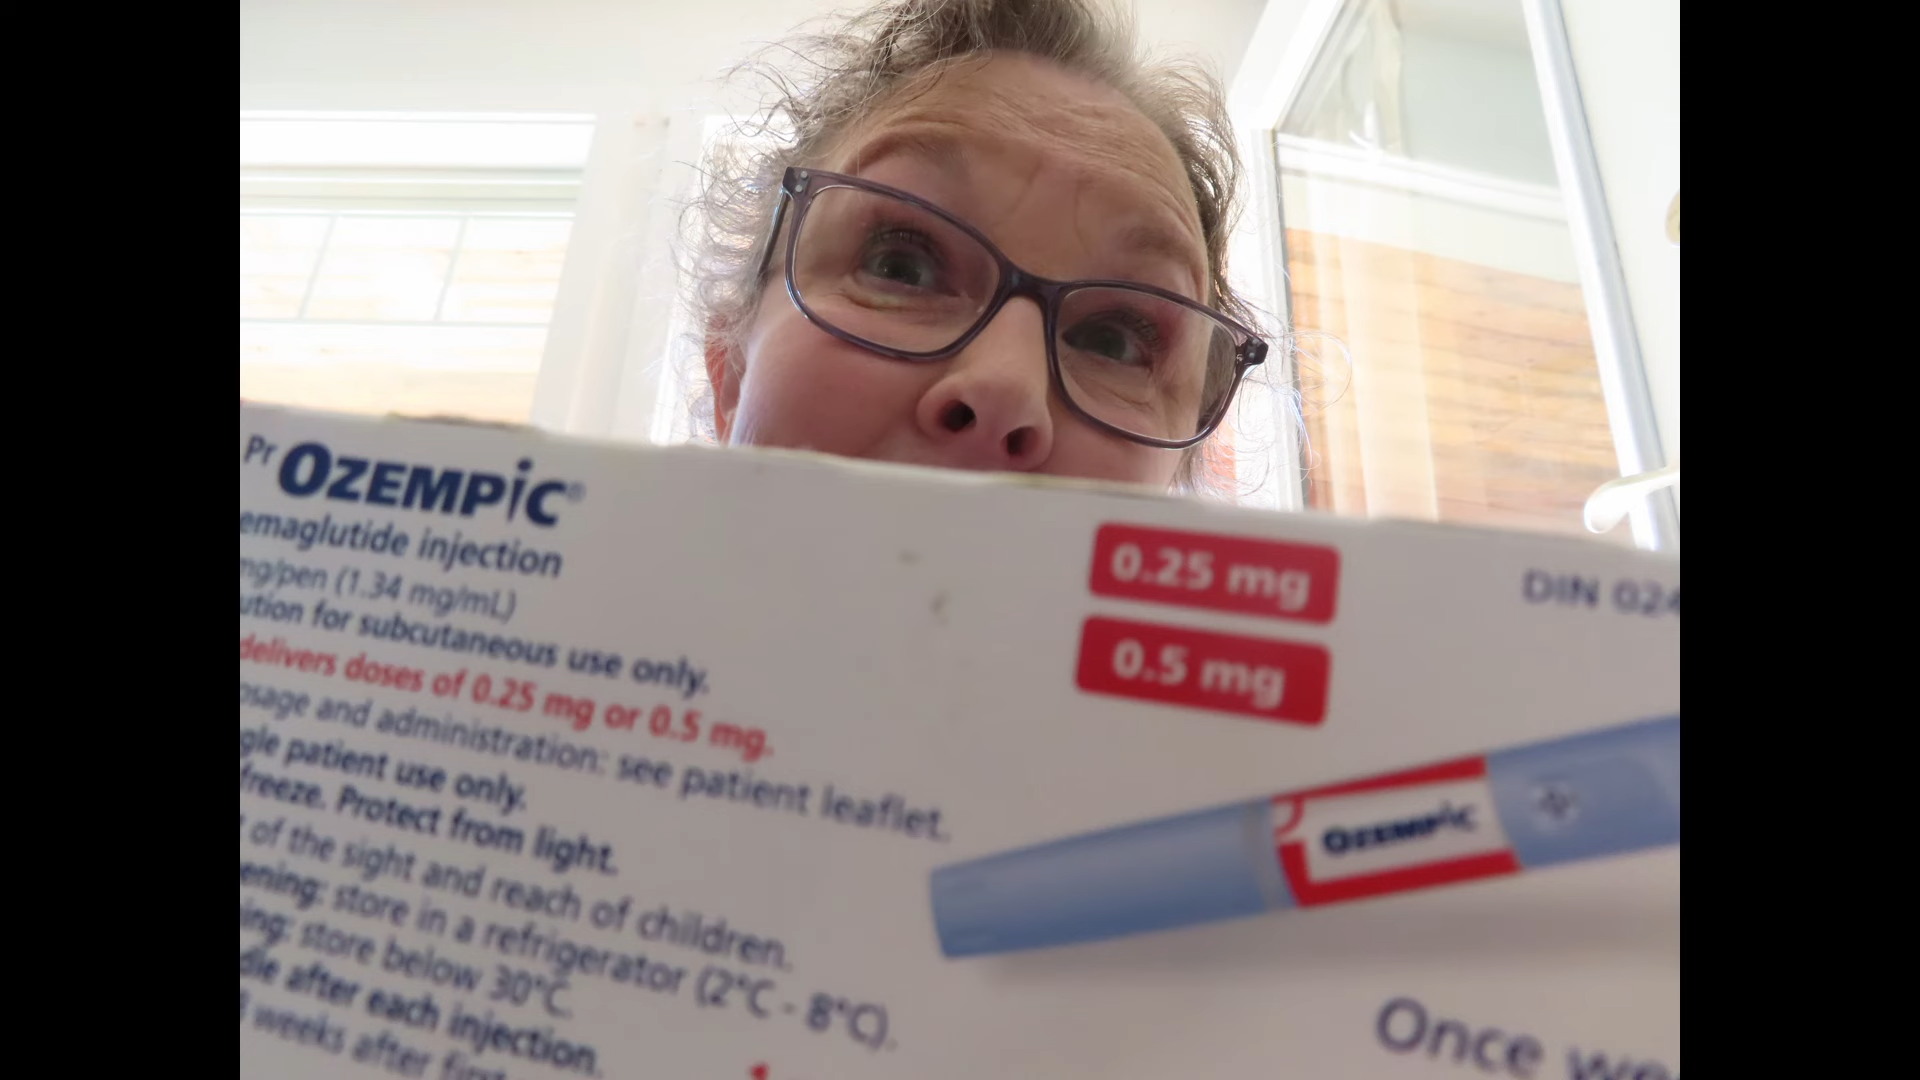 Pr OZEMPIC®
emaglutide injection
mg/pen (1.34 mg/mL)
ution for subcutaneous use only.
delivers doses of 0.25 mg or 0.5 mg.
osage and administration: see patient leaflet.
gle patient use only.
freeze. Protect from light.
of the sight and reach of children.
ening: store in a refrigerator (2°C - 8°C).
ing: store below 30°C.
dle after each injection.
weeks after first
0.25 mg
0.5 mg
DIN 024
OZEMPIC
Once we